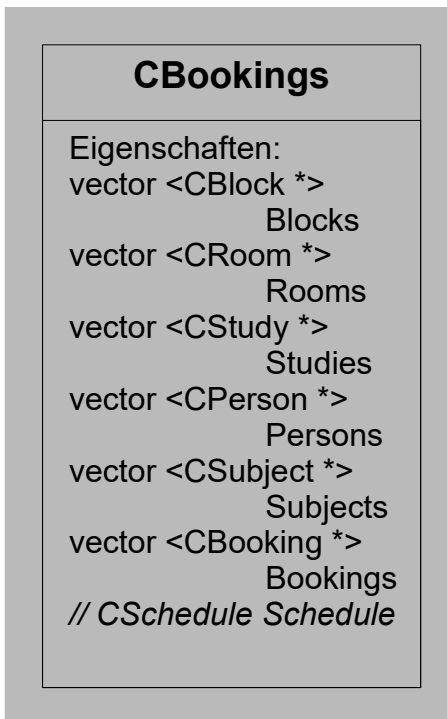 CBookings
Eigenschaften:
vector <CBlock *>
Blocks
vector <CRoom *>
Rooms
vector <CStudy *>
Studies
vector <CPerson *>
Persons
vector <CSubject *>
Subjects
vector <CBooking *>
Bookings
// CSchedule Schedule